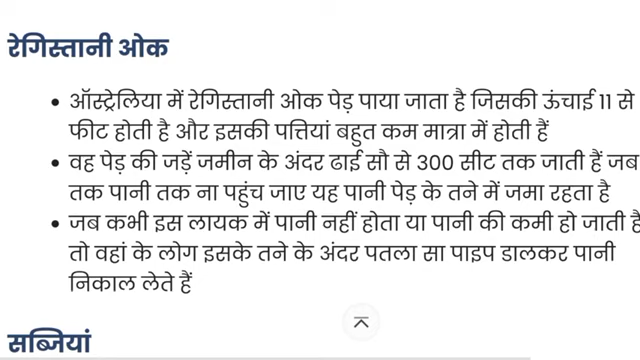 रेगिस्तानी ओक
ऑस्ट्रेलिया में रेगिस्तानी ओक पेड़ पाया जाता है जिसकी ऊंचाई 11 से
फीट होती है और इसकी पत्तियां बहुत कम मात्रा में होती हैं
वह पेड़ की जड़ें जमीन के अंदर ढाई सौ से 300 सीट तक जाती हैं जब
तक पानी तक ना पहुंच जाए यह पानी पेड़ के तने में जमा रहता है
जब कभी इस लायक में पानी नहीं होता या पानी की कमी हो जाती है
तो वहां के लोग इसके तने के अंदर पतला सा पाइप डालकर पानी
निकाल लेते हैं
सब्जियां